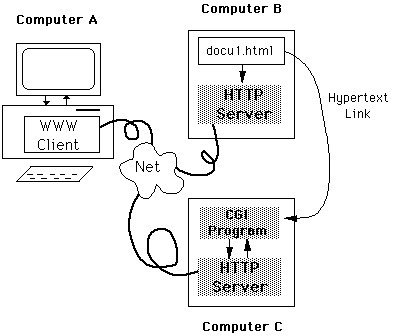 Computer A
WWW
Client
Net
Computer B
docu1.html
HTTP
Server
Hypertext
Link
CGI
Program
HTTP
Server
Computer C